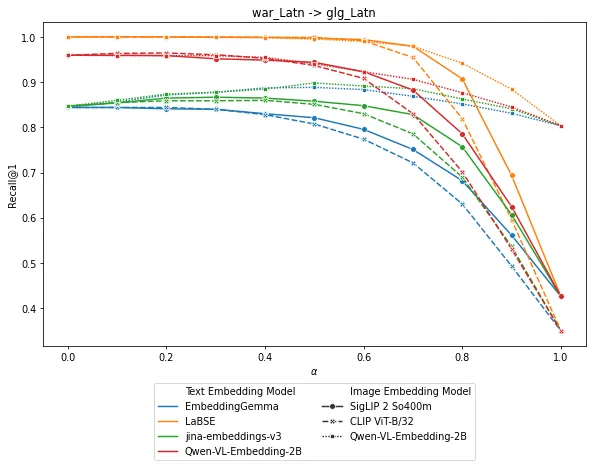 war_Latn -> glg_Latn
Recall@1
1.0
0.9
0.8
0.7
0.6
0.5
0.4
0.0
0.2
0.4
0.6
0.8
1.0
α
Text Embedding Model
EmbeddingGemma
LaBSE
jina-embeddings-v3
Qwen-VL-Embedding-2B
Image Embedding Model
SigLIP 2 So400m
CLIP ViT-B/32
Qwen-VL-Embedding-2B